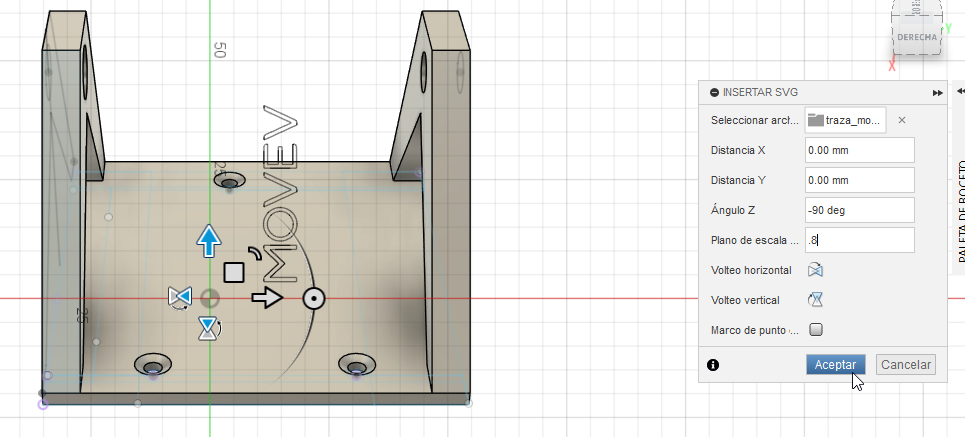 DERECHA
Y
X
50
25
25
MOVEV
INSERTAR SVG
Seleccionar arch... traza_mo...
Distancia X 0.00 mm
Distancia Y 0.00 mm
Ángulo Z -90 deg
Plano de escala ... .8
Volteo horizontal
Volteo vertical
Marco de punto ...
Aceptar Cancelar
PALETA DE BOCETO